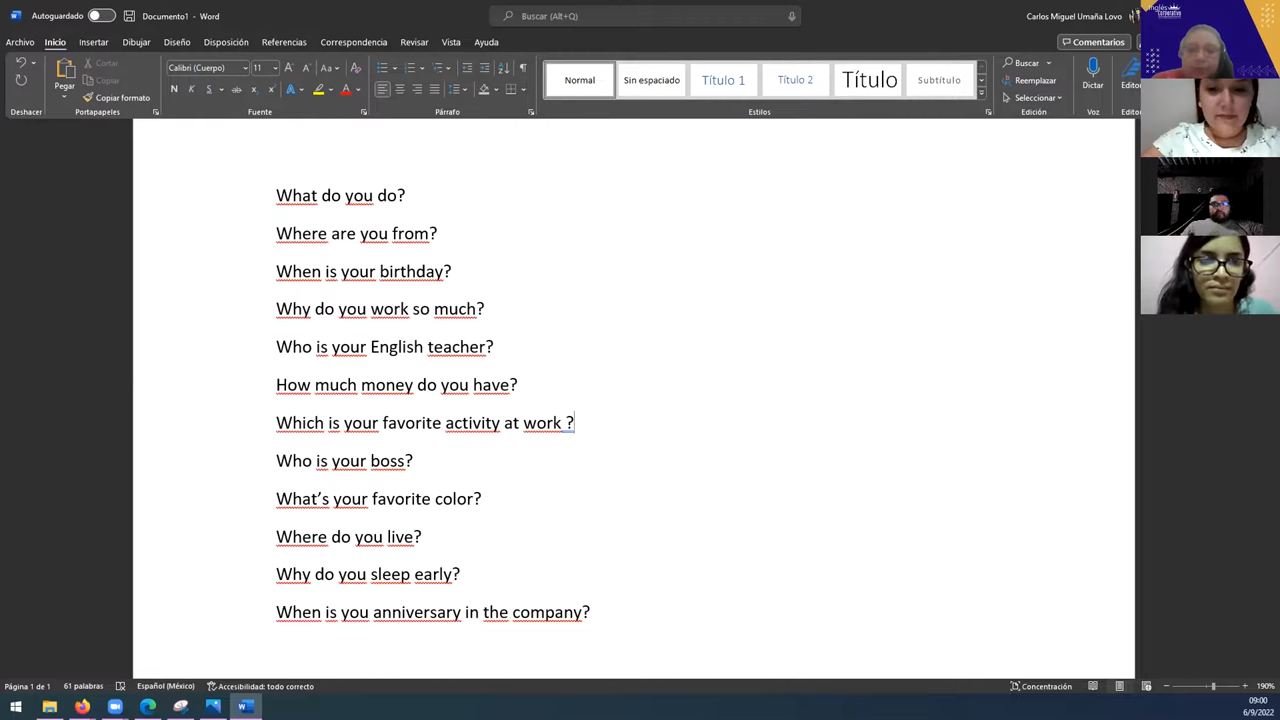 Autoguardado
Documento1 - Word
Buscar (Alt+Q)
Carlos Miguel Umaña Lovo
Inglés
Corporativo
Archivo Inicio Insertar Dibujar Diseño Disposición Referencias Correspondencia Revisar Vista Ayuda
Comentarios
Pegar
Cortar
Copiar
Copiar formato
Calibri (Cuerpo) 11
N K S
Normal
Sin espaciado
Título 1
Título 2
Título
Subtítulo
Buscar
Reemplazar
Seleccionar
Dictar
Deshacer Portapapeles Fuente Párrafo Estilos Edición Voz
What do you do?
Where are you from?
When is your birthday?
Why do you work so much?
Who is your English teacher?
How much money do you have?
Which is your favorite activity at work ?
Who is your boss?
What’s your favorite color?
Where do you live?
Why do you sleep early?
When is you anniversary in the company?
Página 1 de 1 61 palabras Español (México) Accesibilidad: todo correcto
Concentración
190%
09:00
6/9/2022